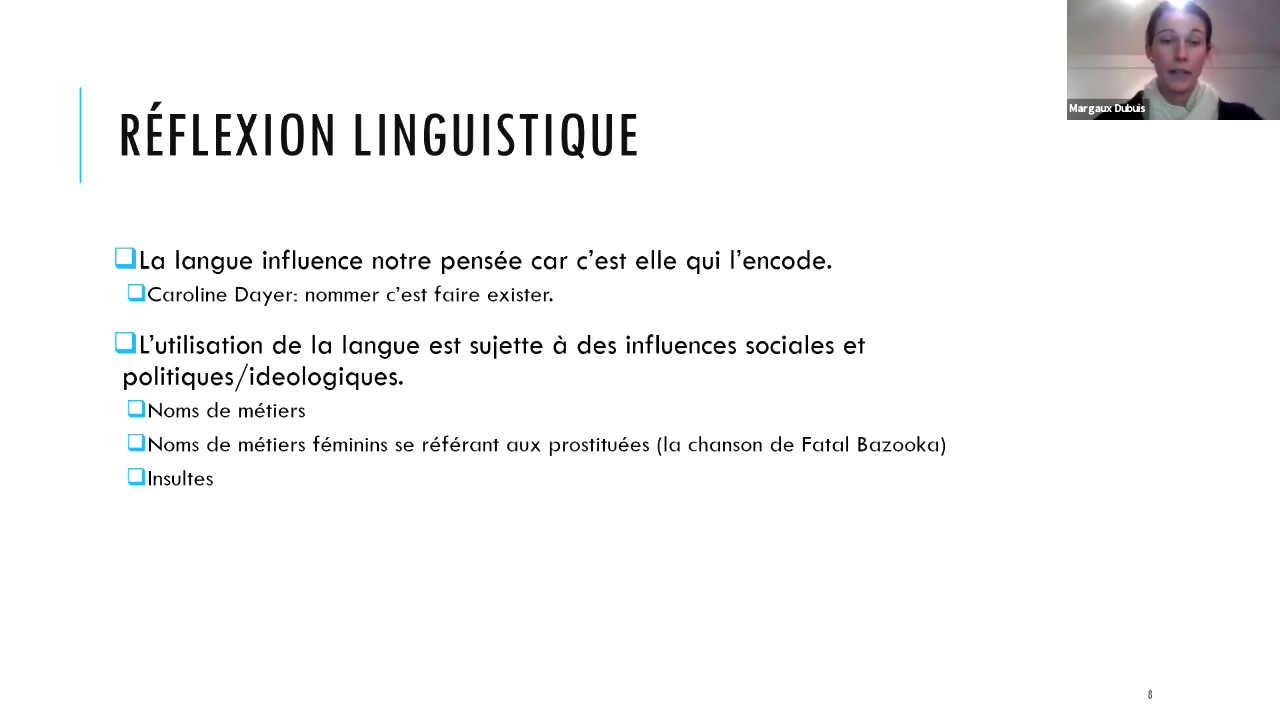 Margaux Dubuis
RÉFLEXION LINGUISTIQUE
La langue influence notre pensée car c’est elle qui l’encode.
Caroline Dayer: nommer c’est faire exister.
L’utilisation de la langue est sujette à des influences sociales et
politiques/ideologiques.
Noms de métiers
Noms de métiers féminins se référant aux prostituées (la chanson de Fatal Bazooka)
Insultes
8